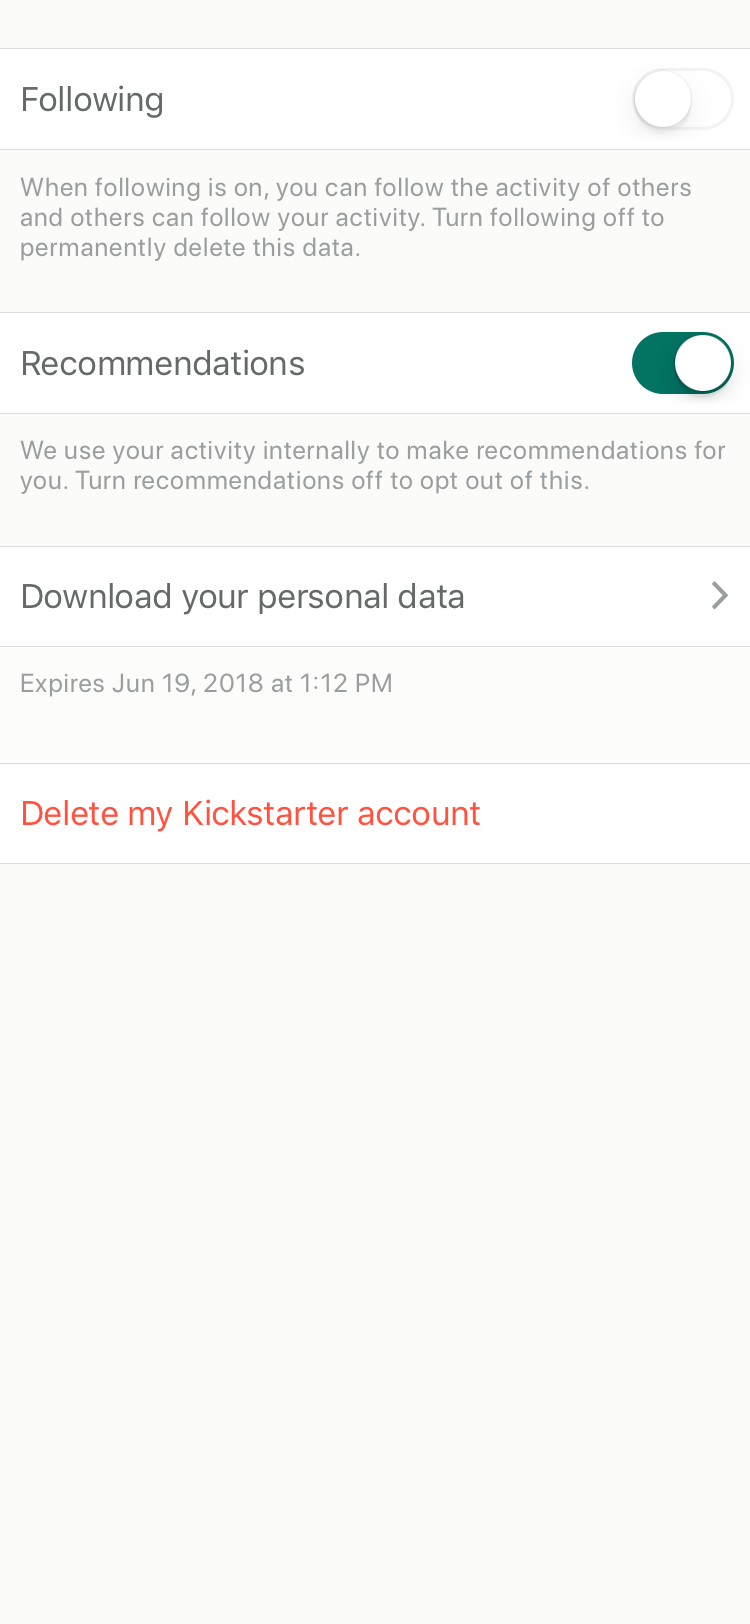 Following
When following is on, you can follow the activity of others
and others can follow your activity. Turn following off to
permanently delete this data.
Recommendations
We use your activity internally to make recommendations for
you. Turn recommendations off to opt out of this.
Download your personal data
Expires Jun 19, 2018 at 1:12 PM
Delete my Kickstarter account